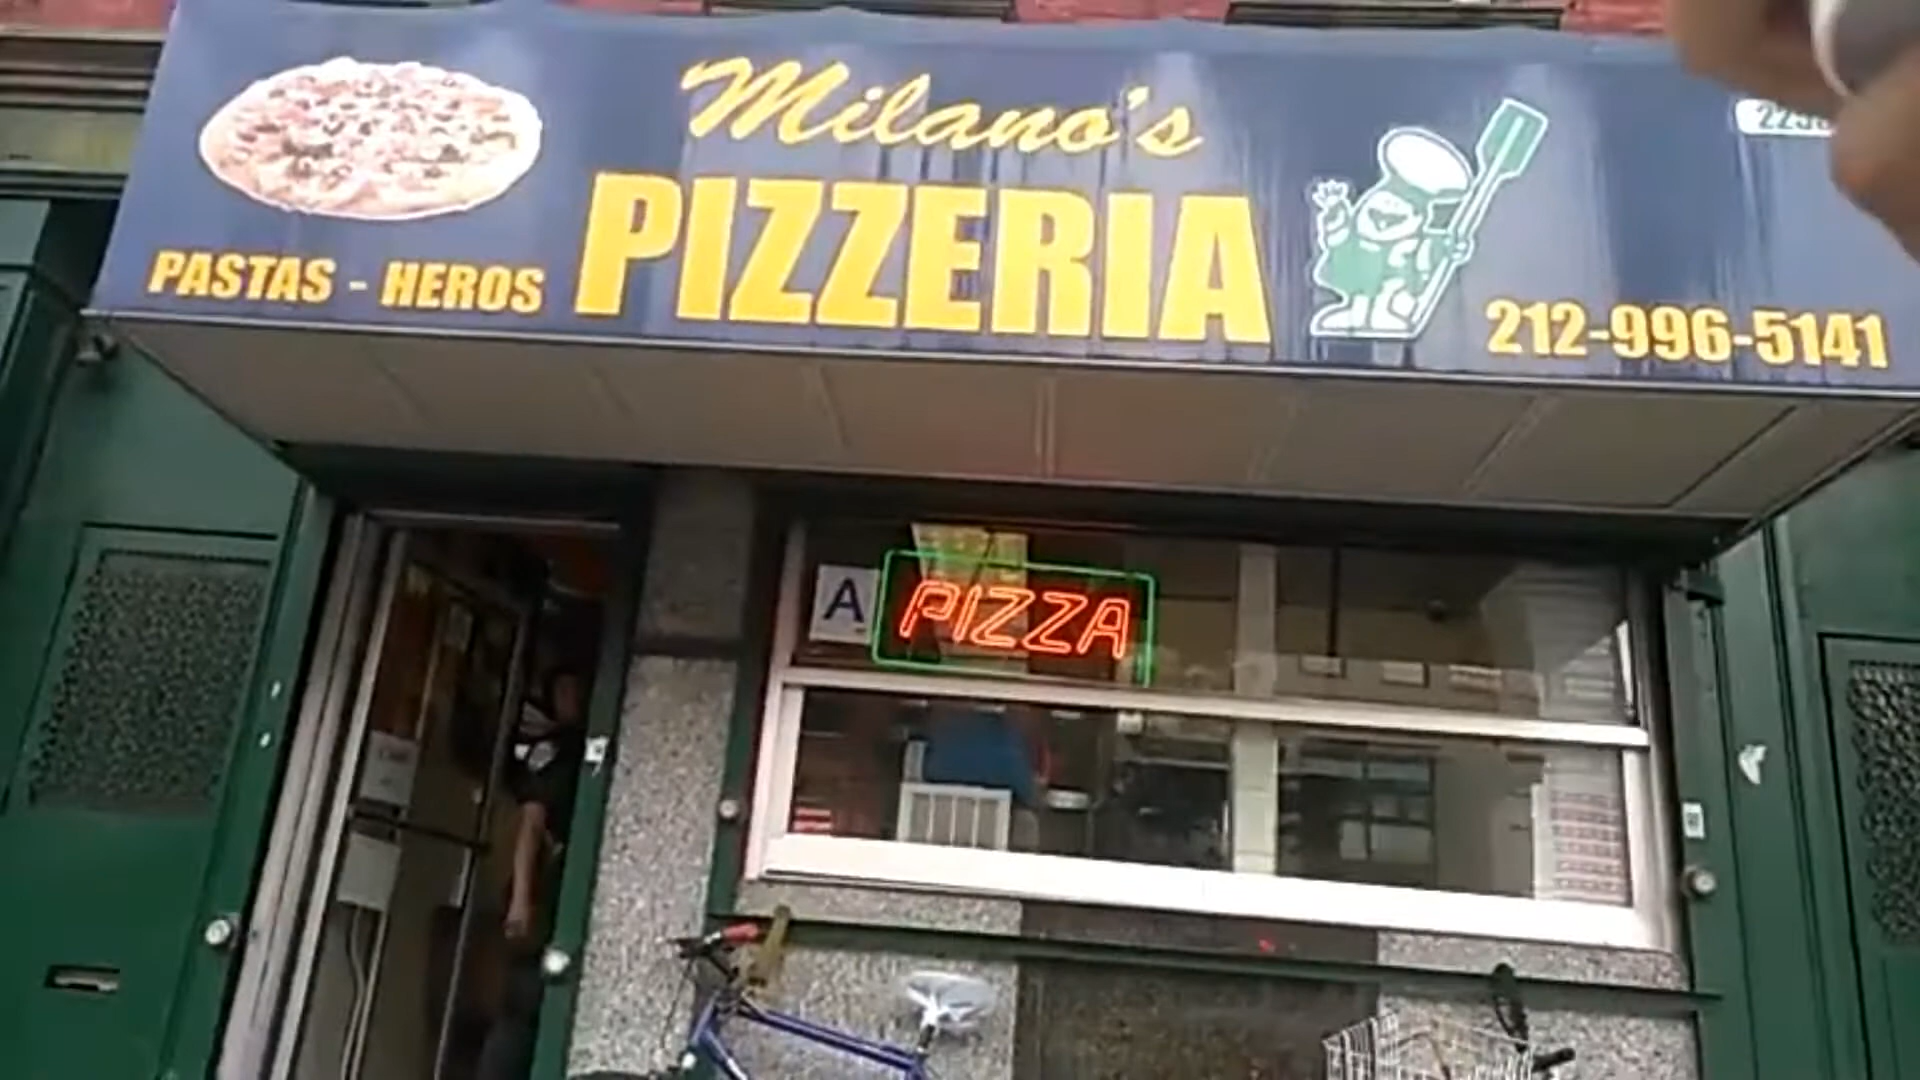 Milano's
PIZZERIA
PASTAS - HEROS
212-996-5141
A
PIZZA